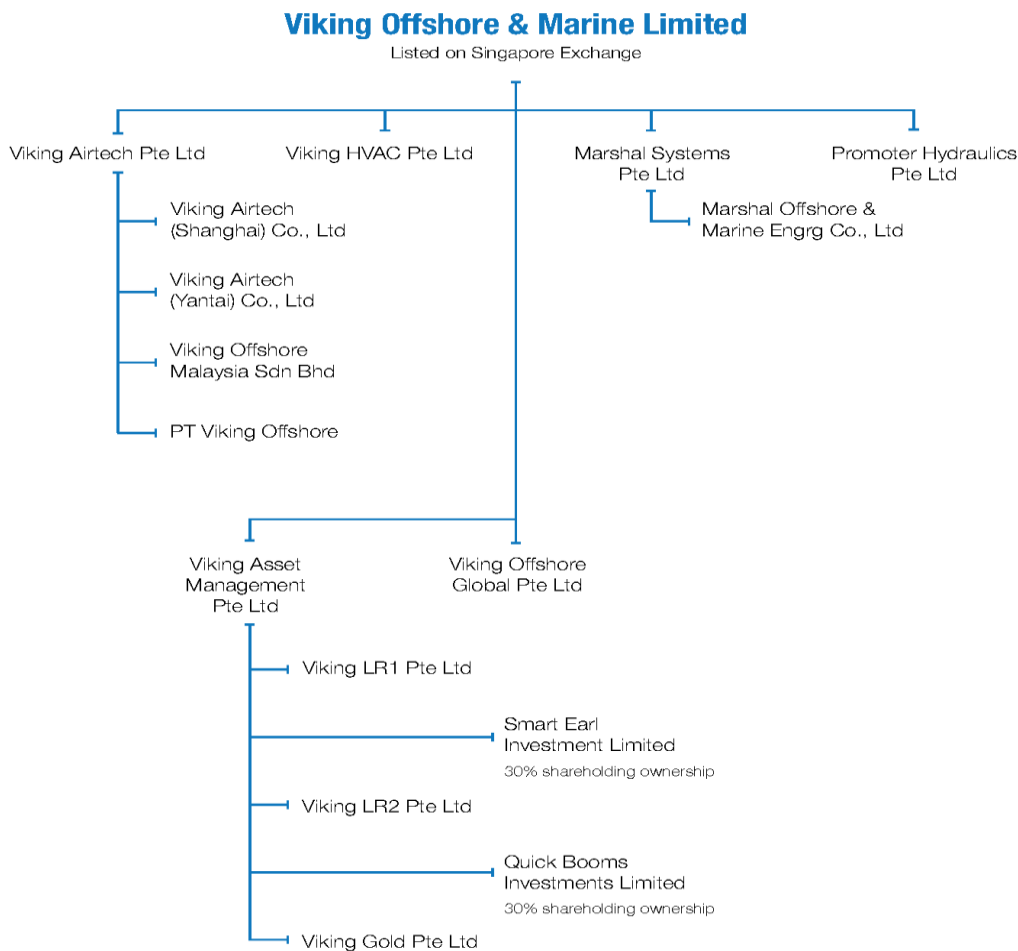 Viking Offshore & Marine Limited
Listed on Singapore Exchange
Viking Airtech Pte Ltd
Viking HVAC Pte Ltd
Marshal Systems
Pte Ltd
Promoter Hydraulics
Pte Ltd
Viking Airtech
(Shanghai) Co., Ltd
Marshal Offshore &
Marine Engrg Co., Ltd
Viking Airtech
(Yantai) Co., Ltd
Viking Offshore
Malaysia Sdn Bhd
PT Viking Offshore
Viking Asset
Management
Pte Ltd
Viking Offshore
Global Pte Ltd
Viking LR1 Pte Ltd
Smart Earl
Investment Limited
30% shareholding ownership
Viking LR2 Pte Ltd
Quick Booms
Investments Limited
30% shareholding ownership
Viking Gold Pte Ltd